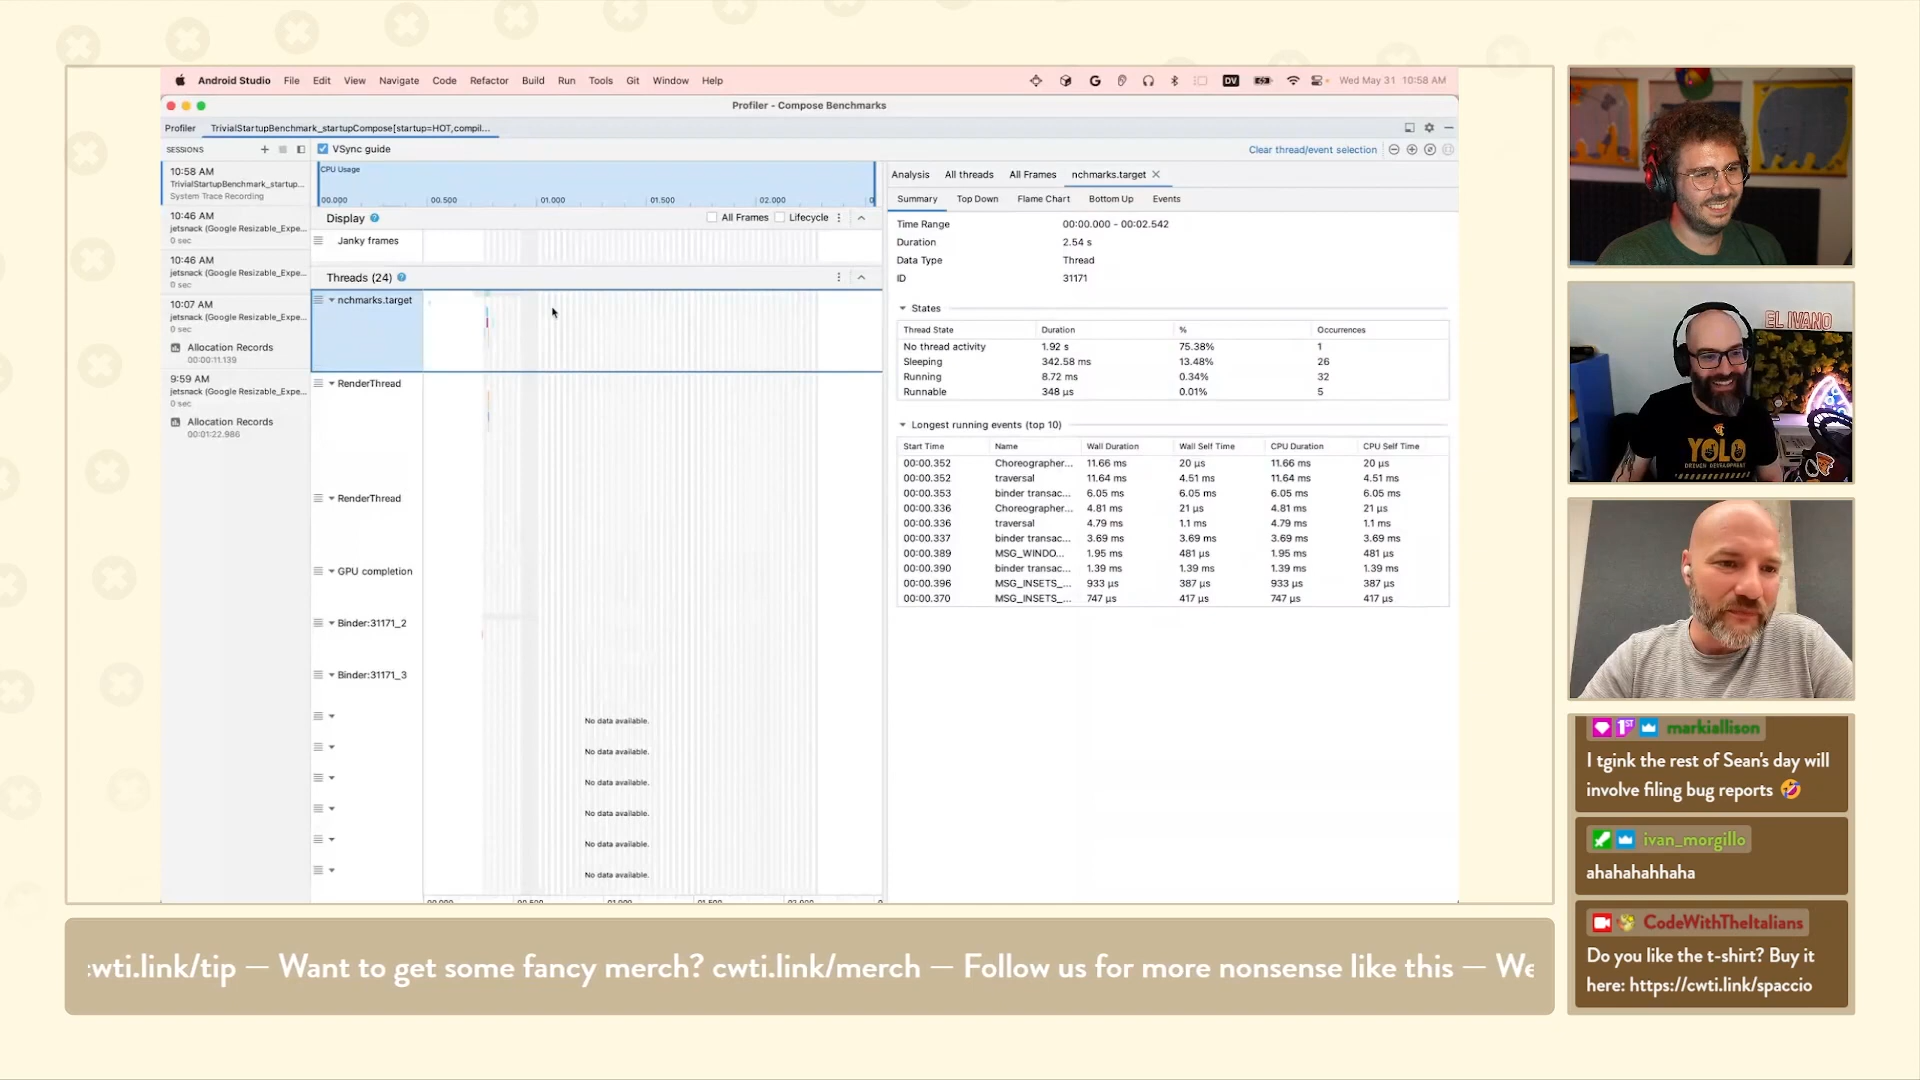 Android Studio File Edit View Navigate Code Refactor Build Run Tools Git Window Help
DV
Wed May 31 10:58 AM
Profiler - Compose Benchmarks
Profiler TrivialStartupBenchmark_startupCompose[startup=HOT,compil...
SESSIONS
10:58 AM
TrivialStartupBenchmark_startup...
System Trace Recording
10:46 AM
jetsnack (Google Resizable_Expe...
0 sec
10:46 AM
jetsnack (Google Resizable_Expe...
0 sec
10:07 AM
jetsnack (Google Resizable_Expe...
0 sec
Allocation Records
00:00:11.139
9:59 AM
jetsnack (Google Resizable_Expe...
0 sec
Allocation Records
00:01:22.986
VSync guide
Clear thread/event selection
CPU Usage
00.000 00.500 01.000 01.500 02.000 0
Display All Frames Lifecycle
Janky frames
Threads (24)
nchmarks.target
RenderThread
RenderThread
GPU completion
Binder:31171_2
Binder:31171_3
No data available.
No data available.
No data available.
No data available.
No data available.
No data available.
00.000 00.500 01.000 01.500 02.000
Analysis All threads All Frames nchmarks.target
Summary Top Down Flame Chart Bottom Up Events
Time Range 00:00.000 - 00:02.542
Duration 2.54 s
Data Type Thread
ID 31171
States
Thread State Duration % Occurrences
No thread activity 1.92 s 75.38% 1
Sleeping 342.58 ms 13.48% 26
Running 8.72 ms 0.34% 32
Runnable 348 µs 0.01% 5
Longest running events (top 10)
Start Time Name Wall Duration Wall Self Time CPU Duration CPU Self Time
00:00.352 Choreographer... 11.66 ms 20 µs 11.66 ms 20 µs
00:00.352 traversal 11.64 ms 4.51 ms 11.64 ms 4.51 ms
00:00.353 binder transac... 6.05 ms 6.05 ms 6.05 ms 6.05 ms
00:00.336 Choreographer... 4.81 ms 21 µs 4.81 ms 21 µs
00:00.336 traversal 4.79 ms 1.1 ms 4.79 ms 1.1 ms
00:00.337 binder transac... 3.69 ms 3.69 ms 3.69 ms 3.69 ms
00:00.389 MSG_WINDO... 1.95 ms 481 µs 1.95 ms 481 µs
00:00.390 binder transac... 1.39 ms 1.39 ms 1.39 ms 1.39 ms
00:00.396 MSG_INSETS_... 933 µs 387 µs 933 µs 387 µs
00:00.370 MSG_INSETS_... 747 µs 417 µs 747 µs 417 µs
EL IVANO
YOLO
DRIVEN DEVELOPMENT
1ST markiallison
I tgink the rest of Sean's day will
involve filing bug reports 🤣
ivan_morgillo
ahahahahhaha
CodeWithTheItalians
Do you like the t-shirt? Buy it
here: https://cwti.link/spaccio
:wti.link/tip — Want to get some fancy merch? cwti.link/merch — Follow us for more nonsense like this — We